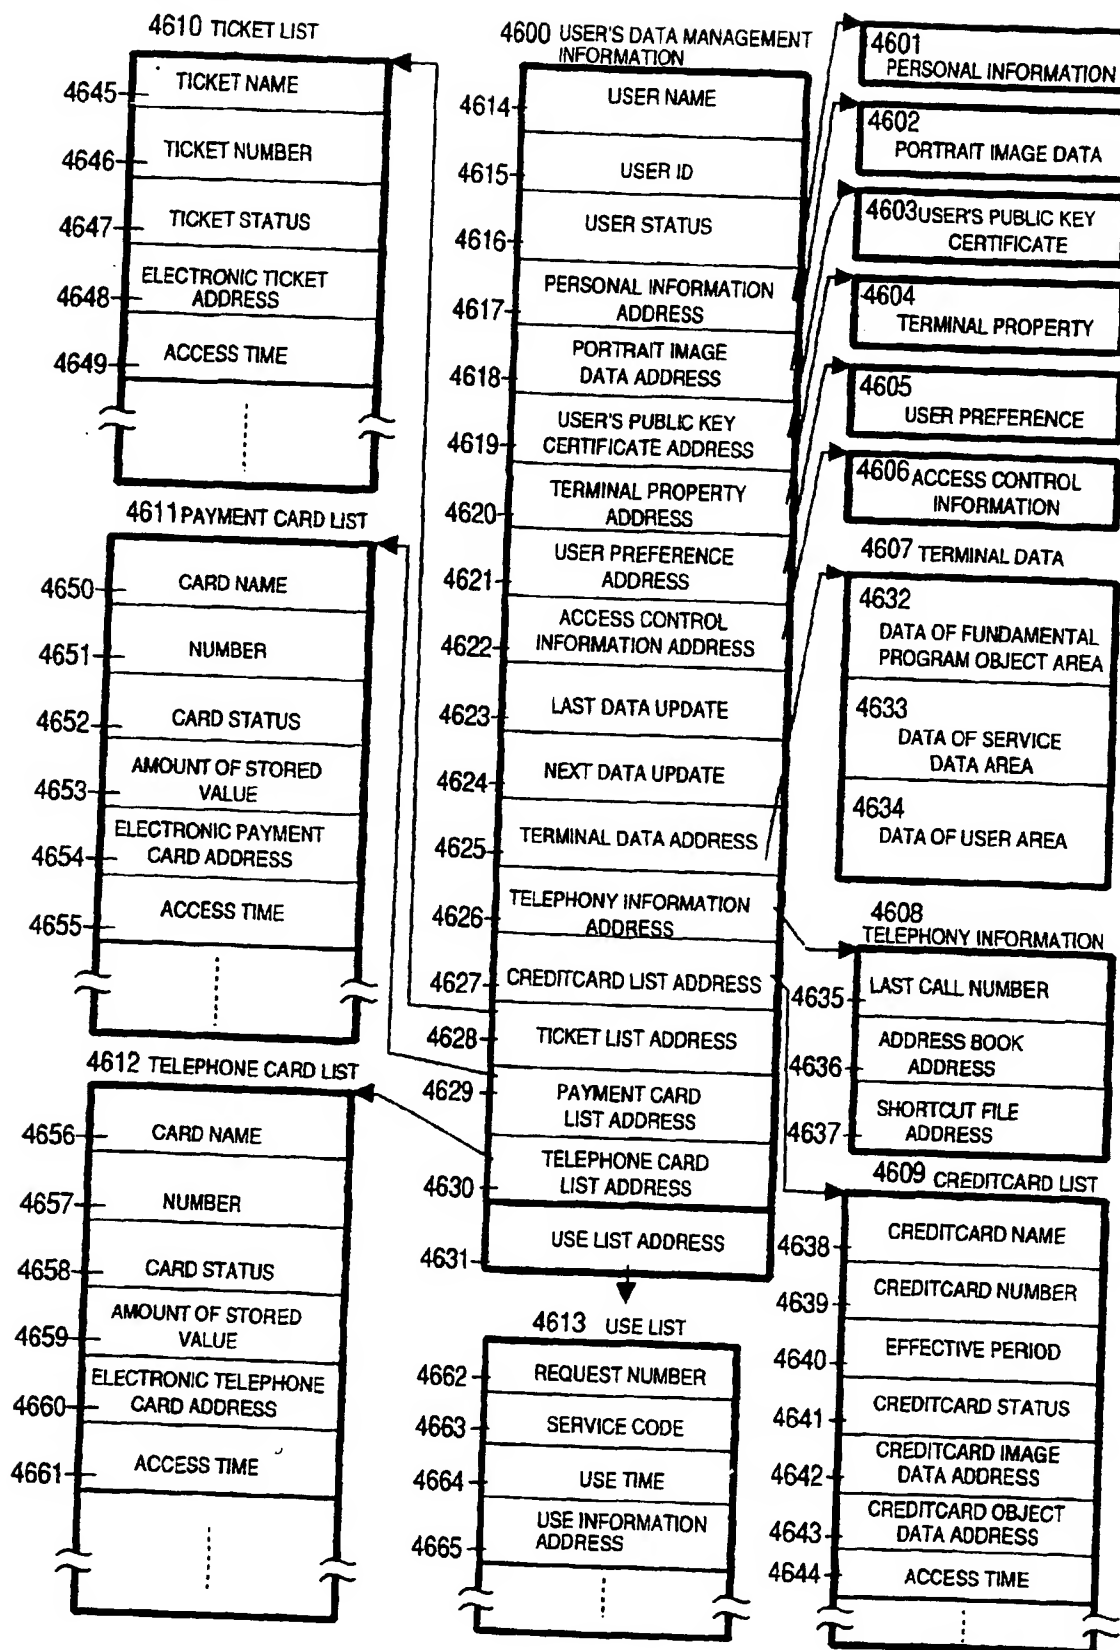 4610 TICKET LIST
4645
TICKET NAME
4646
TICKET NUMBER
4647
TICKET STATUS
4648
ELECTRONIC TICKET
ADDRESS
4649
ACCESS TIME
4611 PAYMENT CARD LIST
4650
CARD NAME
4651
NUMBER
4652
CARD STATUS
4653
AMOUNT OF STORED
VALUE
4654
ELECTRONIC PAYMENT
CARD ADDRESS
4655
ACCESS TIME
4612 TELEPHONE CARD LIST
4656
CARD NAME
4657
NUMBER
4658
CARD STATUS
4659
AMOUNT OF STORED
VALUE
4660
ELECTRONIC TELEPHONE
CARD ADDRESS
4661
ACCESS TIME
4600 USER'S DATA MANAGEMENT
INFORMATION
4614
USER NAME
4615
USER ID
4616
USER STATUS
4617
PERSONAL INFORMATION
ADDRESS
4618
PORTRAIT IMAGE
DATA ADDRESS
4619
USER'S PUBLIC KEY
CERTIFICATE ADDRESS
4620
TERMINAL PROPERTY
ADDRESS
4621
USER PREFERENCE
ADDRESS
4622
ACCESS CONTROL
INFORMATION ADDRESS
4623
LAST DATA UPDATE
4624
NEXT DATA UPDATE
4625
TERMINAL DATA ADDRESS
4626
TELEPHONY INFORMATION
ADDRESS
4627
CREDITCARD LIST ADDRESS
4628
TICKET LIST ADDRESS
4629
PAYMENT CARD
LIST ADDRESS
4630
TELEPHONE CARD
LIST ADDRESS
4631
USE LIST ADDRESS
4613 USE LIST
4662
REQUEST NUMBER
4663
SERVICE CODE
4664
USE TIME
4665
USE INFORMATION
ADDRESS
4601
PERSONAL INFORMATION
4602
PORTRAIT IMAGE DATA
4603 USER'S PUBLIC KEY
CERTIFICATE
4604
TERMINAL PROPERTY
4605
USER PREFERENCE
4606 ACCESS CONTROL
INFORMATION
4607 TERMINAL DATA
4632
DATA OF FUNDAMENTAL
PROGRAM OBJECT AREA
4633
DATA OF SERVICE
DATA AREA
4634
DATA OF USER AREA
4608
TELEPHONY INFORMATION
4635
LAST CALL NUMBER
4636
ADDRESS BOOK
ADDRESS
4637
SHORTCUT FILE
ADDRESS
4609 CREDITCARD LIST
4638
CREDITCARD NAME
4639
CREDITCARD NUMBER
4640
EFFECTIVE PERIOD
4641
CREDITCARD STATUS
4642
CREDITCARD IMAGE
DATA ADDRESS
4643
CREDITCARD OBJECT
DATA ADDRESS
4644
ACCESS TIME